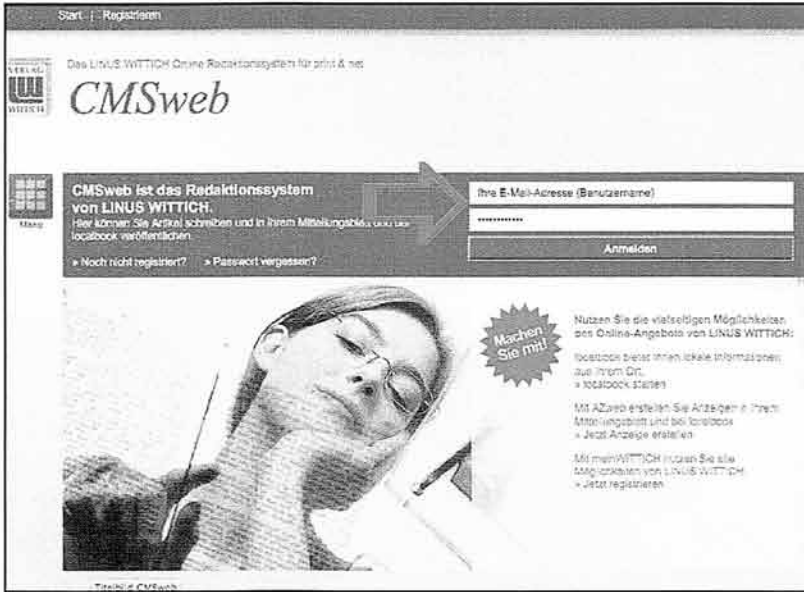 Start | Registrieren
VERLAG
LW
WITTICH
Das LINUS WITTICH Online Redaktionssystem für print & net
CMSweb
Menü
CMSweb ist das Redaktionssystem
von LINUS WITTICH.
Hier können Sie Artikel schreiben und in Ihrem Mitteilungsblatt und bei
localbook veröffentlichen.
» Noch nicht registriert? » Passwort vergessen?
Ihre E-Mail-Adresse (Benutzername)
••••••••••••
Anmelden
Machen
Sie mit!
Nutzen Sie die vielseitigen Möglichkeiten
des Online-Angebots von LINUS WITTICH:
localbook bietet Ihnen lokale Informationen
aus Ihrem Ort.
» localbook starten
Mit AZweb erstellen Sie Anzeigen in Ihrem
Mitteilungsblatt und bei localbook
» Jetzt Anzeige erstellen
Mit meinWITTICH nutzen Sie alle
Möglichkeiten von LINUS WITTICH
» Jetzt registrieren
Titelbild CMSweb